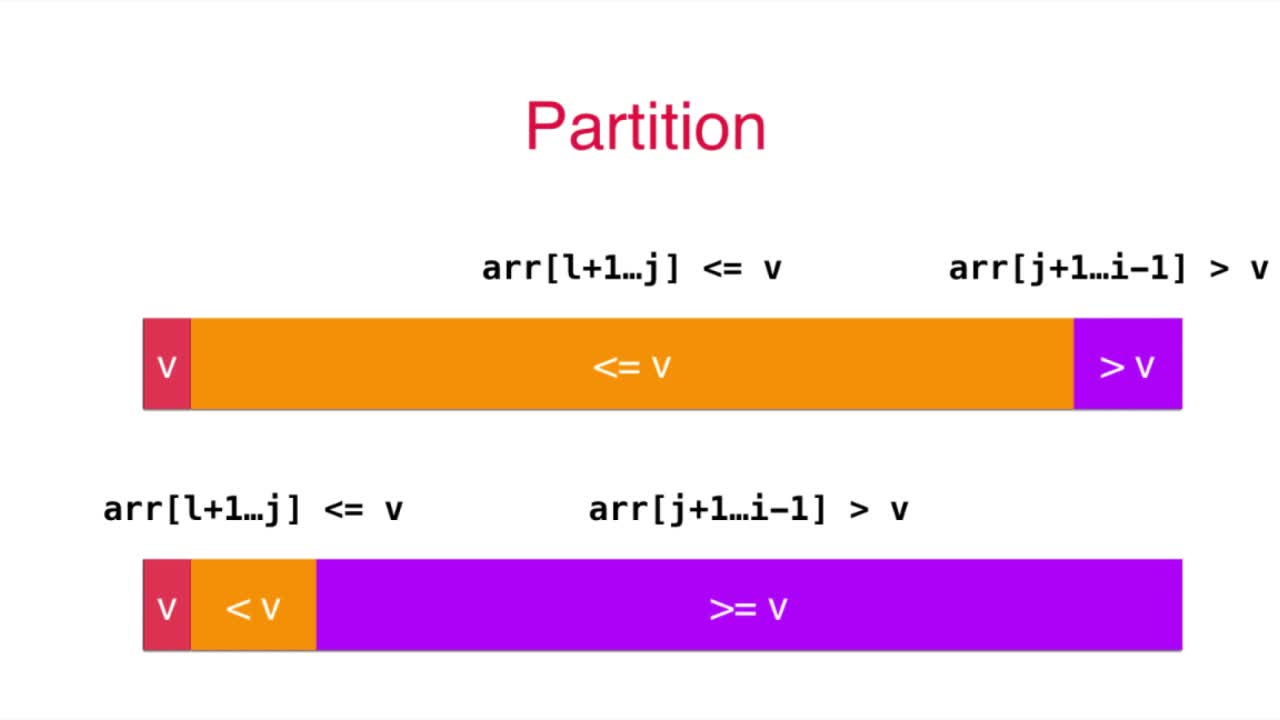 Partition
arr[l+1…j] <= v arr[j+1…i-1] > v
v <= v > v
arr[l+1…j] <= v arr[j+1…i-1] > v
v < v >= v